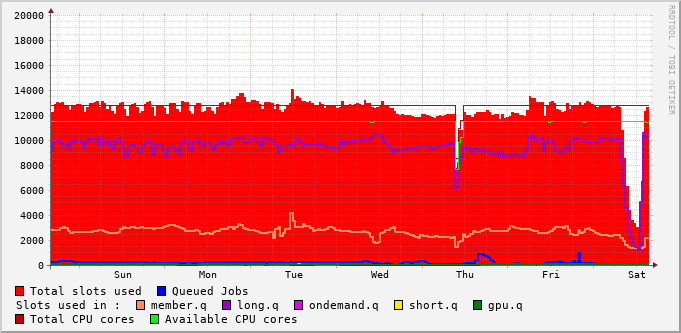 20000
18000
16000
14000
12000
10000
8000
6000
4000
2000
0
Sun Mon Tue Wed Thu Fri Sat
RRDTOOL / TOBI OETIKER
Total slots used Queued Jobs
Slots used in : member.q long.q ondemand.q short.q gpu.q
Total CPU cores Available CPU cores